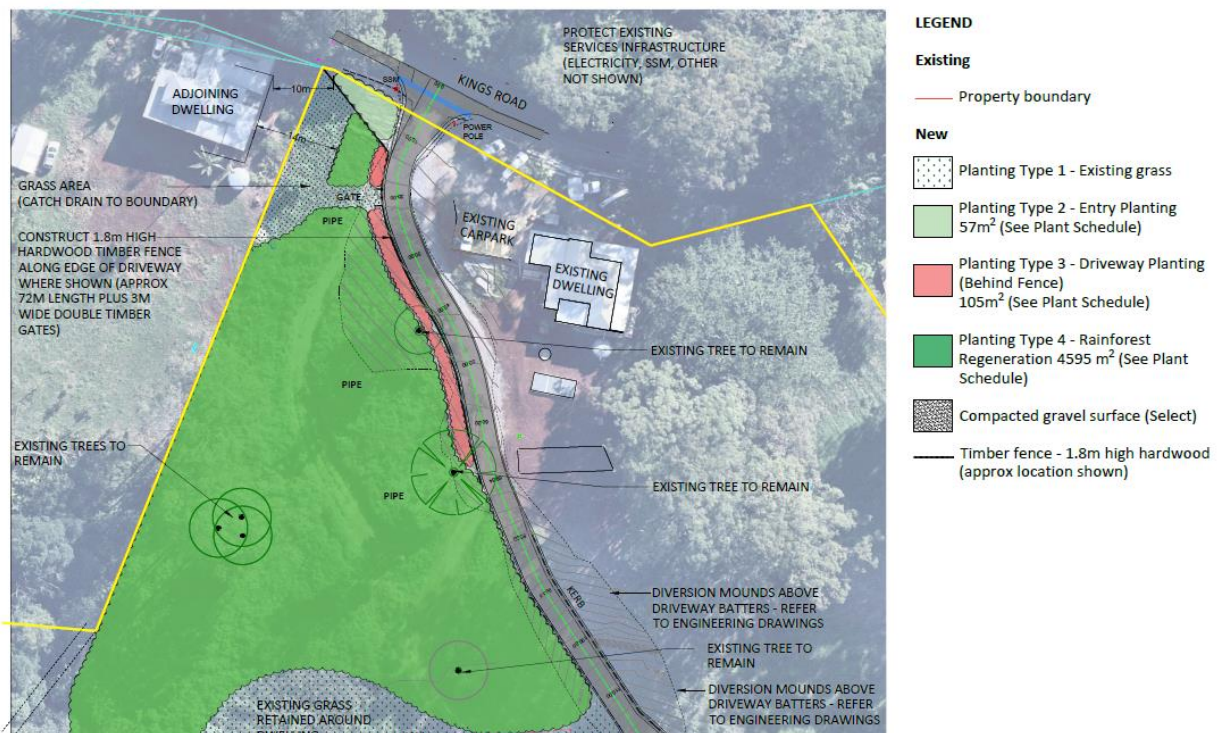 PROTECT EXISTING
SERVICES INFRASTRUCTURE
(ELECTRICITY, SSM, OTHER
NOT SHOWN)
KINGS ROAD
SSM
POWER
POLE
ADJOINING
DWELLING
10m
GRASS AREA
(CATCH DRAIN TO BOUNDARY)
GATE
PIPE
CONSTRUCT 1.8m HIGH
HARDWOOD TIMBER FENCE
ALONG EDGE OF DRIVEWAY
WHERE SHOWN (APPROX
72M LENGTH PLUS 3M
WIDE DOUBLE TIMBER
GATES)
EXISTING
CARPARK
EXISTING
DWELLING
EXISTING TREE TO REMAIN
PIPE
EXISTING TREES TO
REMAIN
EXISTING TREE TO REMAIN
PIPE
KERB
DIVERSION MOUNDS ABOVE
DRIVEWAY BATTERS - REFER
TO ENGINEERING DRAWINGS
EXISTING TREE TO
REMAIN
DIVERSION MOUNDS ABOVE
DRIVEWAY BATTERS - REFER
TO ENGINEERING DRAWINGS
EXISTING GRASS
RETAINED AROUND
LEGEND
Existing
Property boundary
New
Planting Type 1 - Existing grass
Planting Type 2 - Entry Planting
57m² (See Plant Schedule)
Planting Type 3 - Driveway Planting
(Behind Fence)
105m² (See Plant Schedule)
Planting Type 4 - Rainforest
Regeneration 4595 m² (See Plant
Schedule)
Compacted gravel surface (Select)
Timber fence - 1.8m high hardwood
(approx location shown)